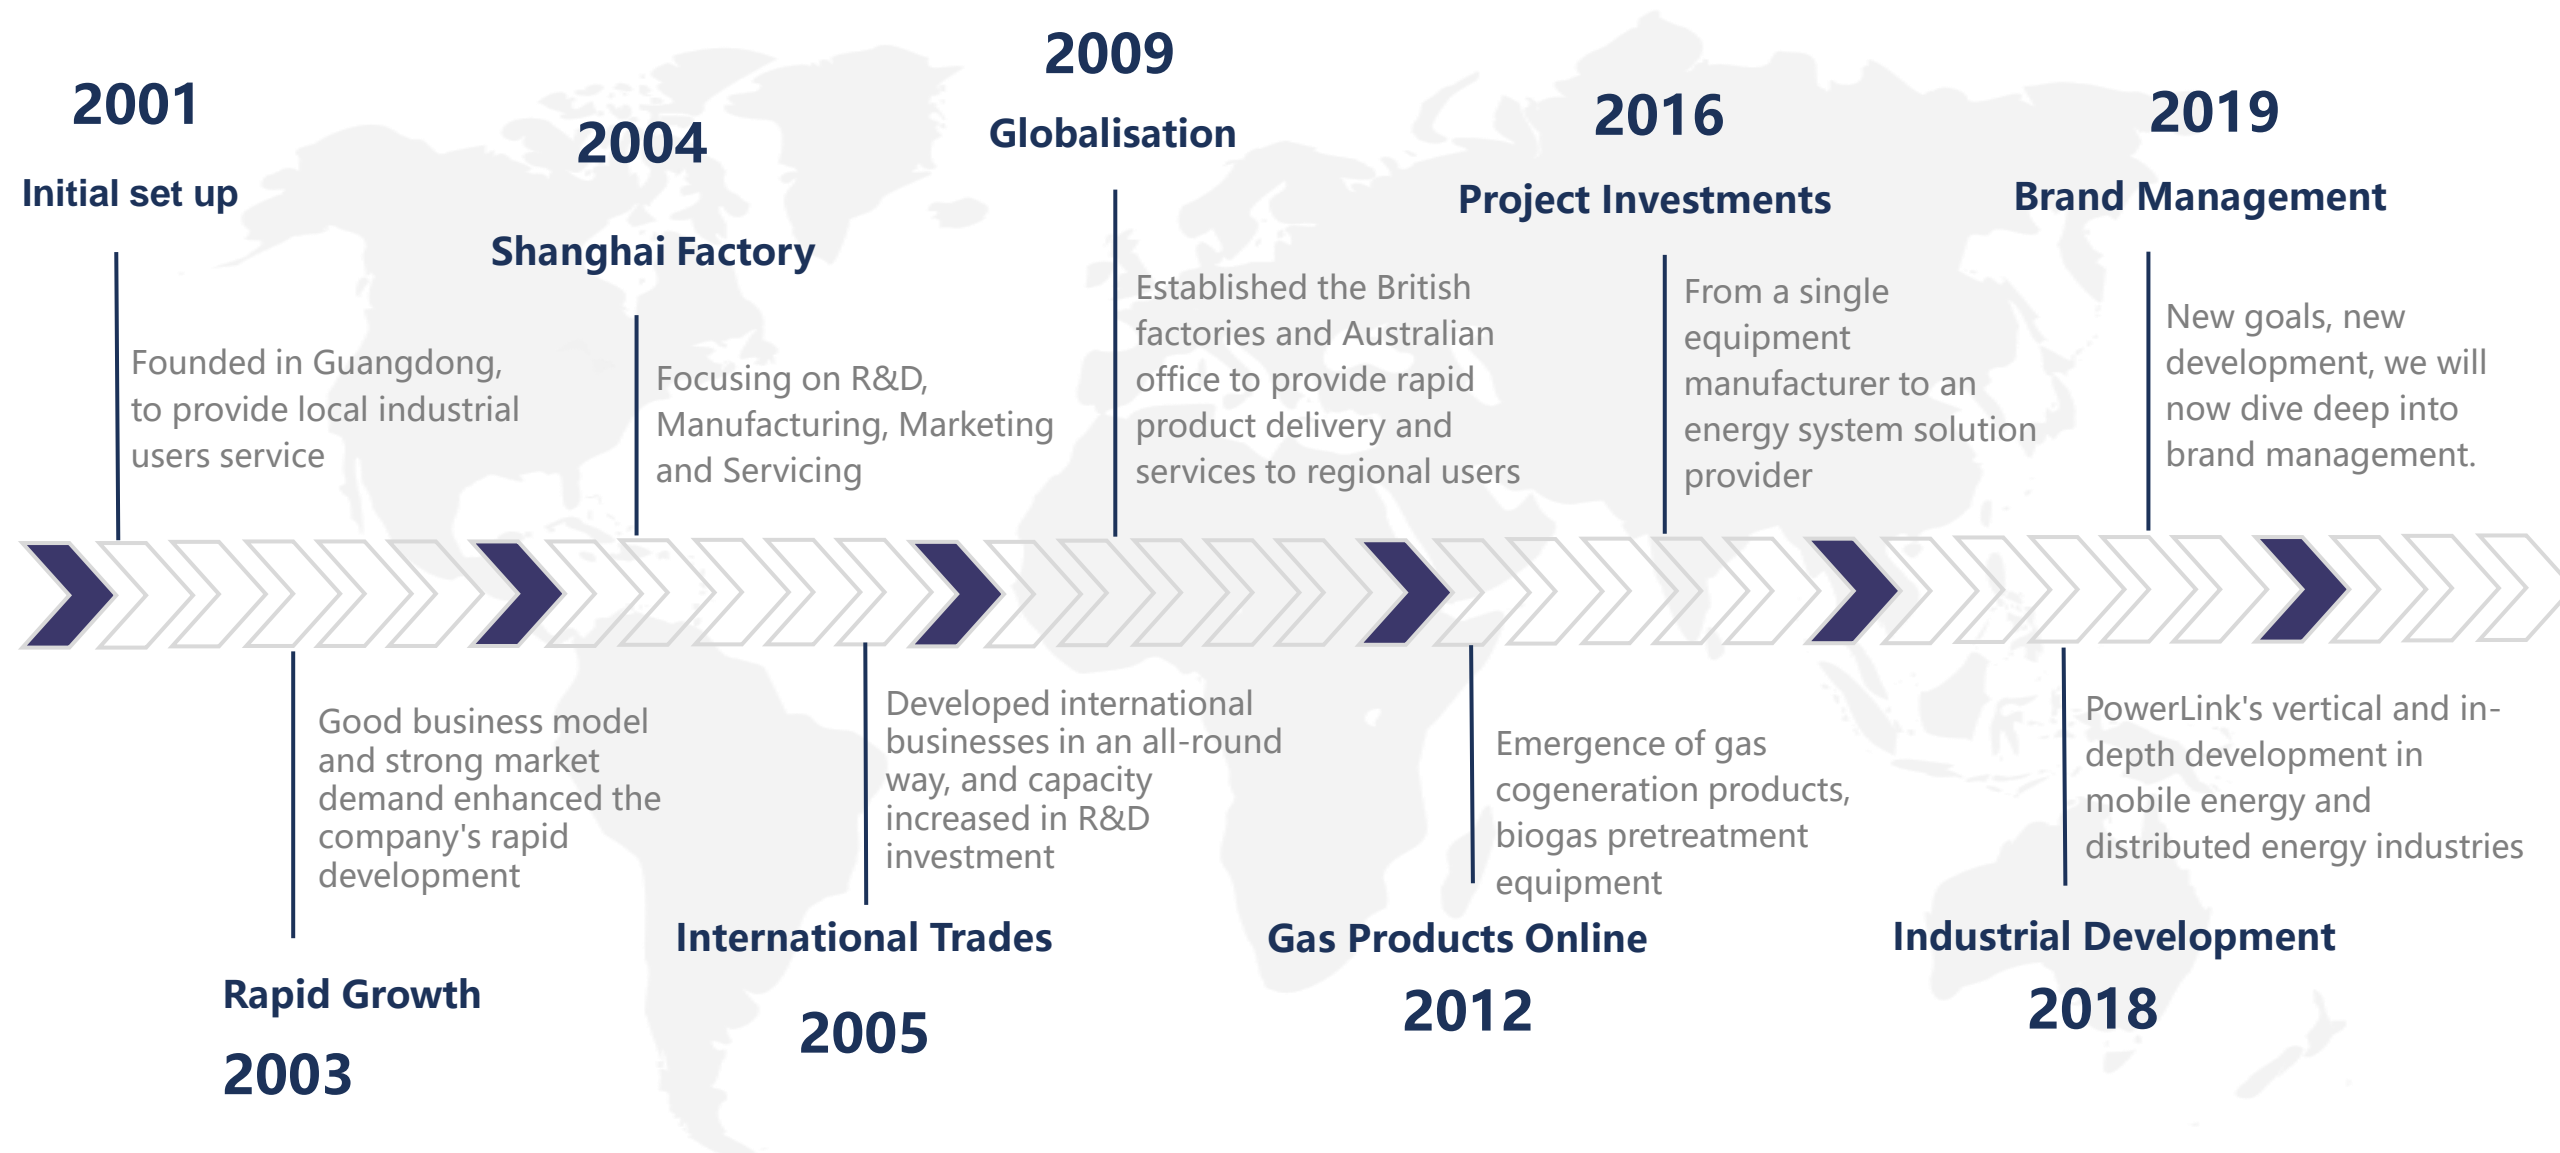 2001
Initial set up
Founded in Guangdong,
to provide local industrial
users service
Good business model
and strong market
demand enhanced the
company's rapid
development
Rapid Growth
2003
2004
Shanghai Factory
Focusing on R&D,
Manufacturing, Marketing
and Servicing
Developed international
businesses in an all-round
way, and capacity
increased in R&D
investment
International Trades
2005
2009
Globalisation
Established the British
factories and Australian
office to provide rapid
product delivery and
services to regional users
Emergence of gas
cogeneration products,
biogas pretreatment
equipment
Gas Products Online
2012
2016
Project Investments
From a single
equipment
manufacturer to an
energy system solution
provider
PowerLink's vertical and in-
depth development in
mobile energy and
distributed energy industries
Industrial Development
2018
2019
Brand Management
New goals, new
development, we will
now dive deep into
brand management.